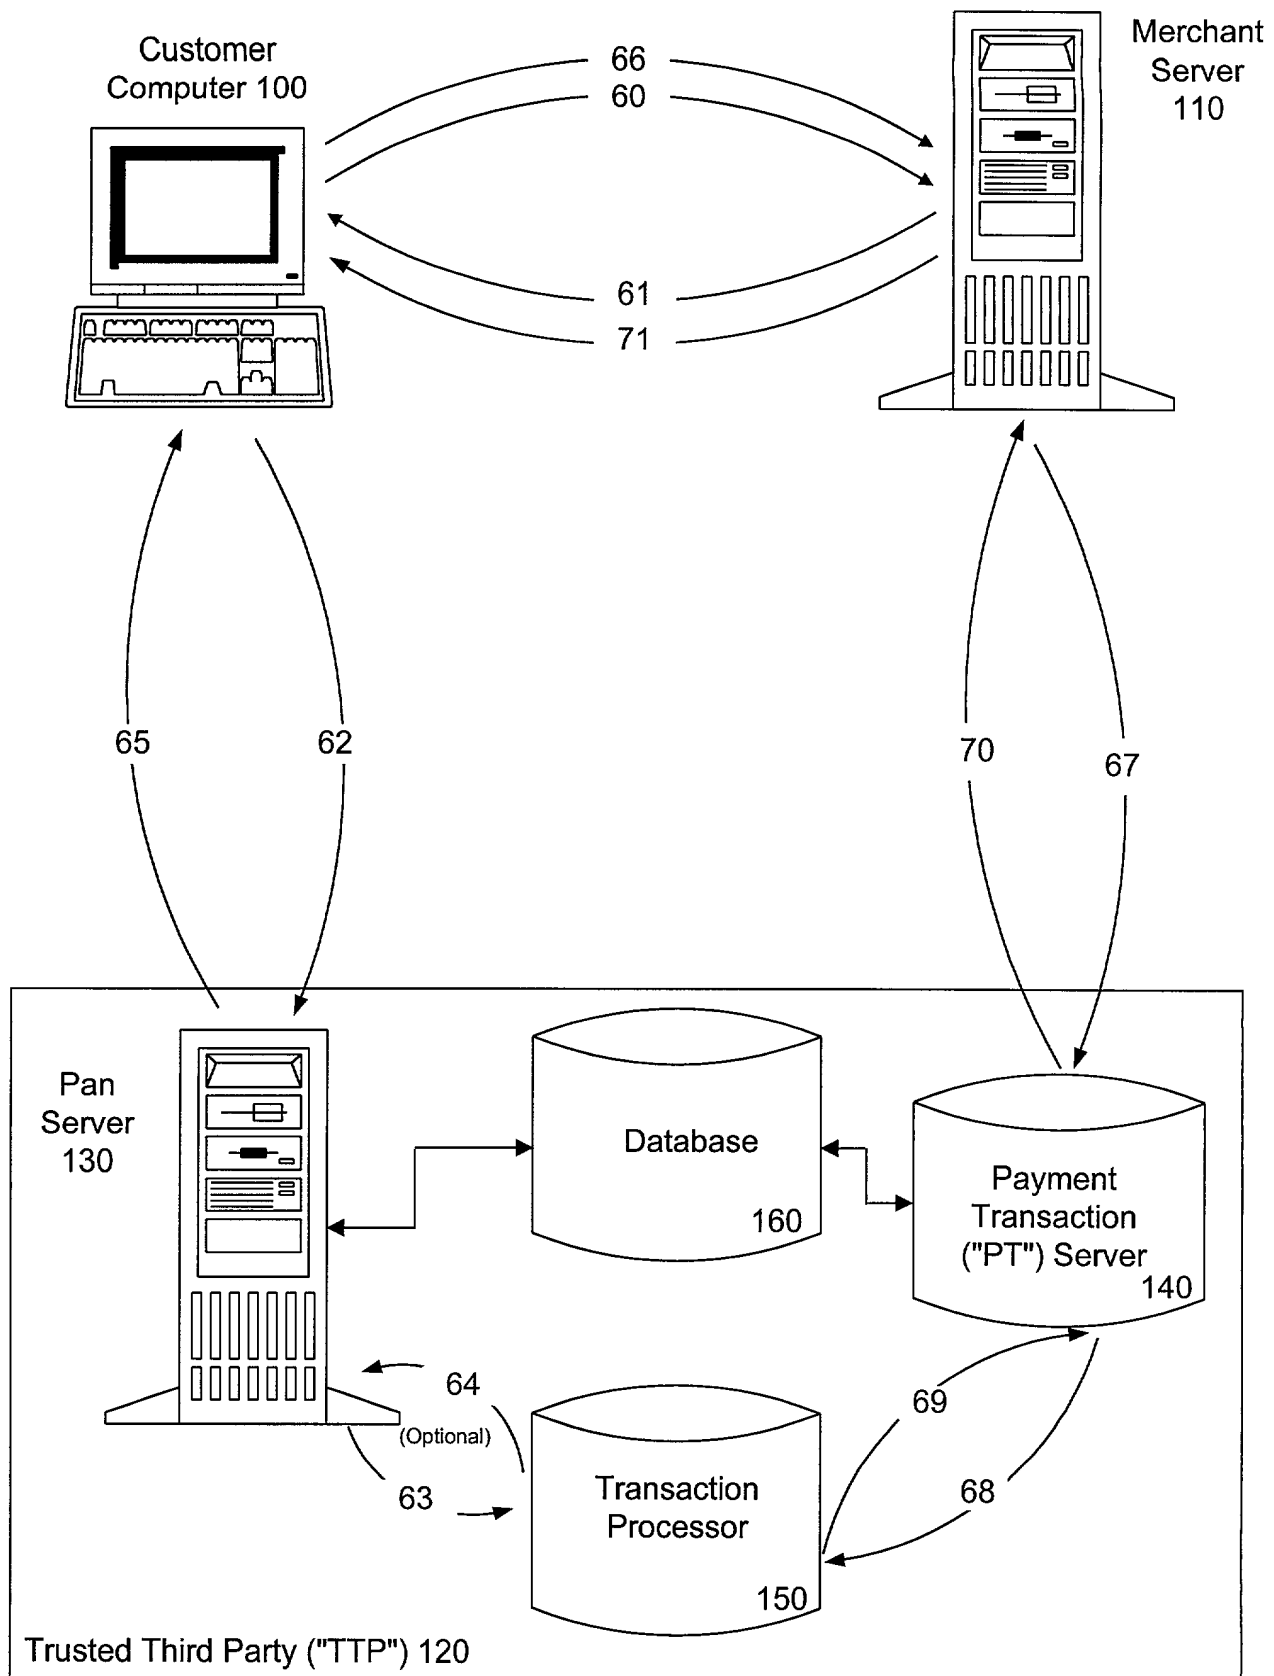 Customer
Computer 100
66
60
Merchant
Server
110
61
71
65
62
70
67
Pan
Server
130
Database
160
Payment
Transaction
("PT") Server
140
64
(Optional)
63
Transaction
Processor
150
69
68
Trusted Third Party ("TTP") 120